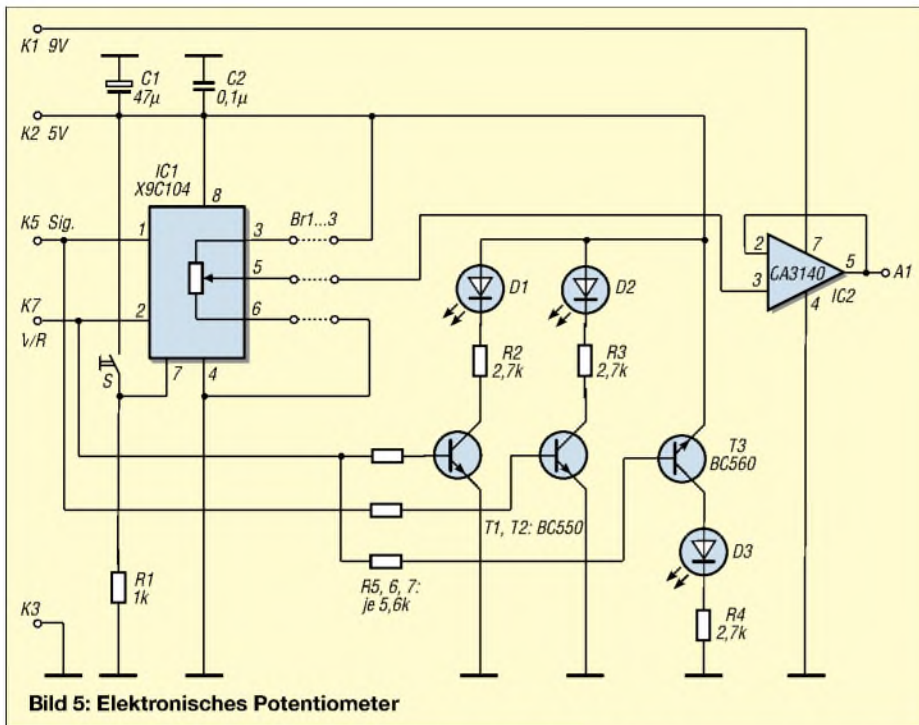 K1 9V
C1
47µ
C2
0,1µ
K2 5V
IC1
X9C104
8
K5 Sig.
1
3
Br1...3
5
K7
V/R
2
6
7
4
S
D1
D2
R2
2,7k
R3
2,7k
2
3
CA3140
7
5
4
IC2
A1
T3
BC560
T1, T2: BC550
D3
R5, 6, 7:
je 5,6k
R1
1k
R4
2,7k
K3
Bild 5: Elektronisches Potentiometer